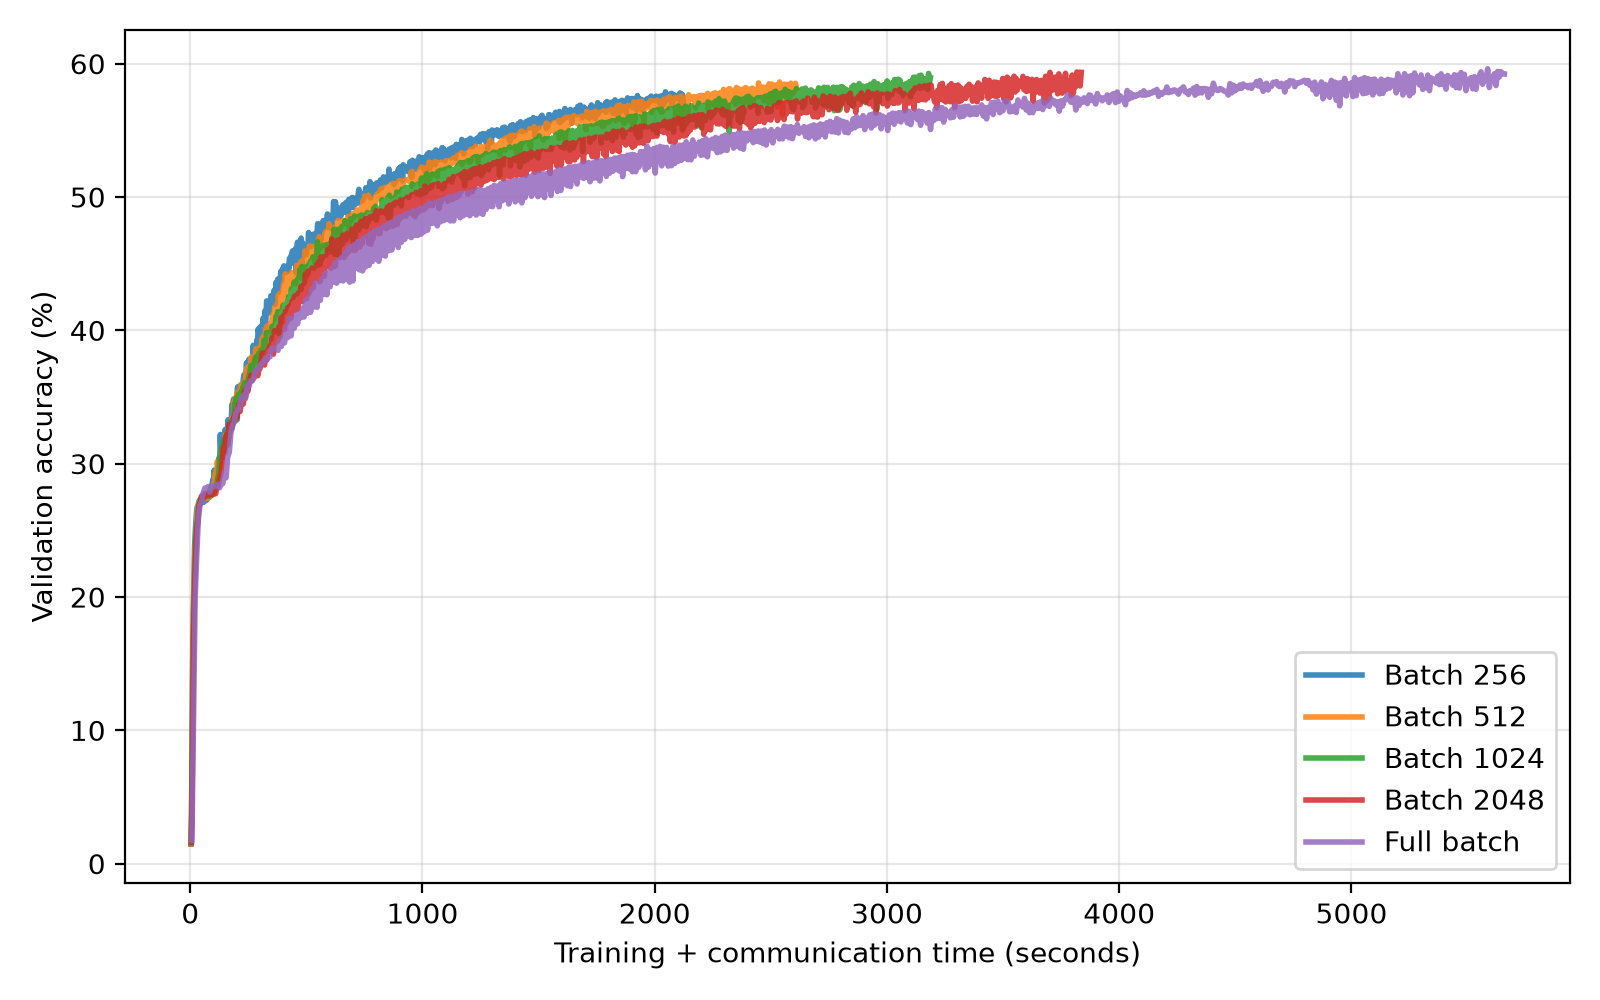 60
50
40
30
20
10
0
Validation accuracy (%)
0 1000 2000 3000 4000 5000
Training + communication time (seconds)
Batch 256
Batch 512
Batch 1024
Batch 2048
Full batch